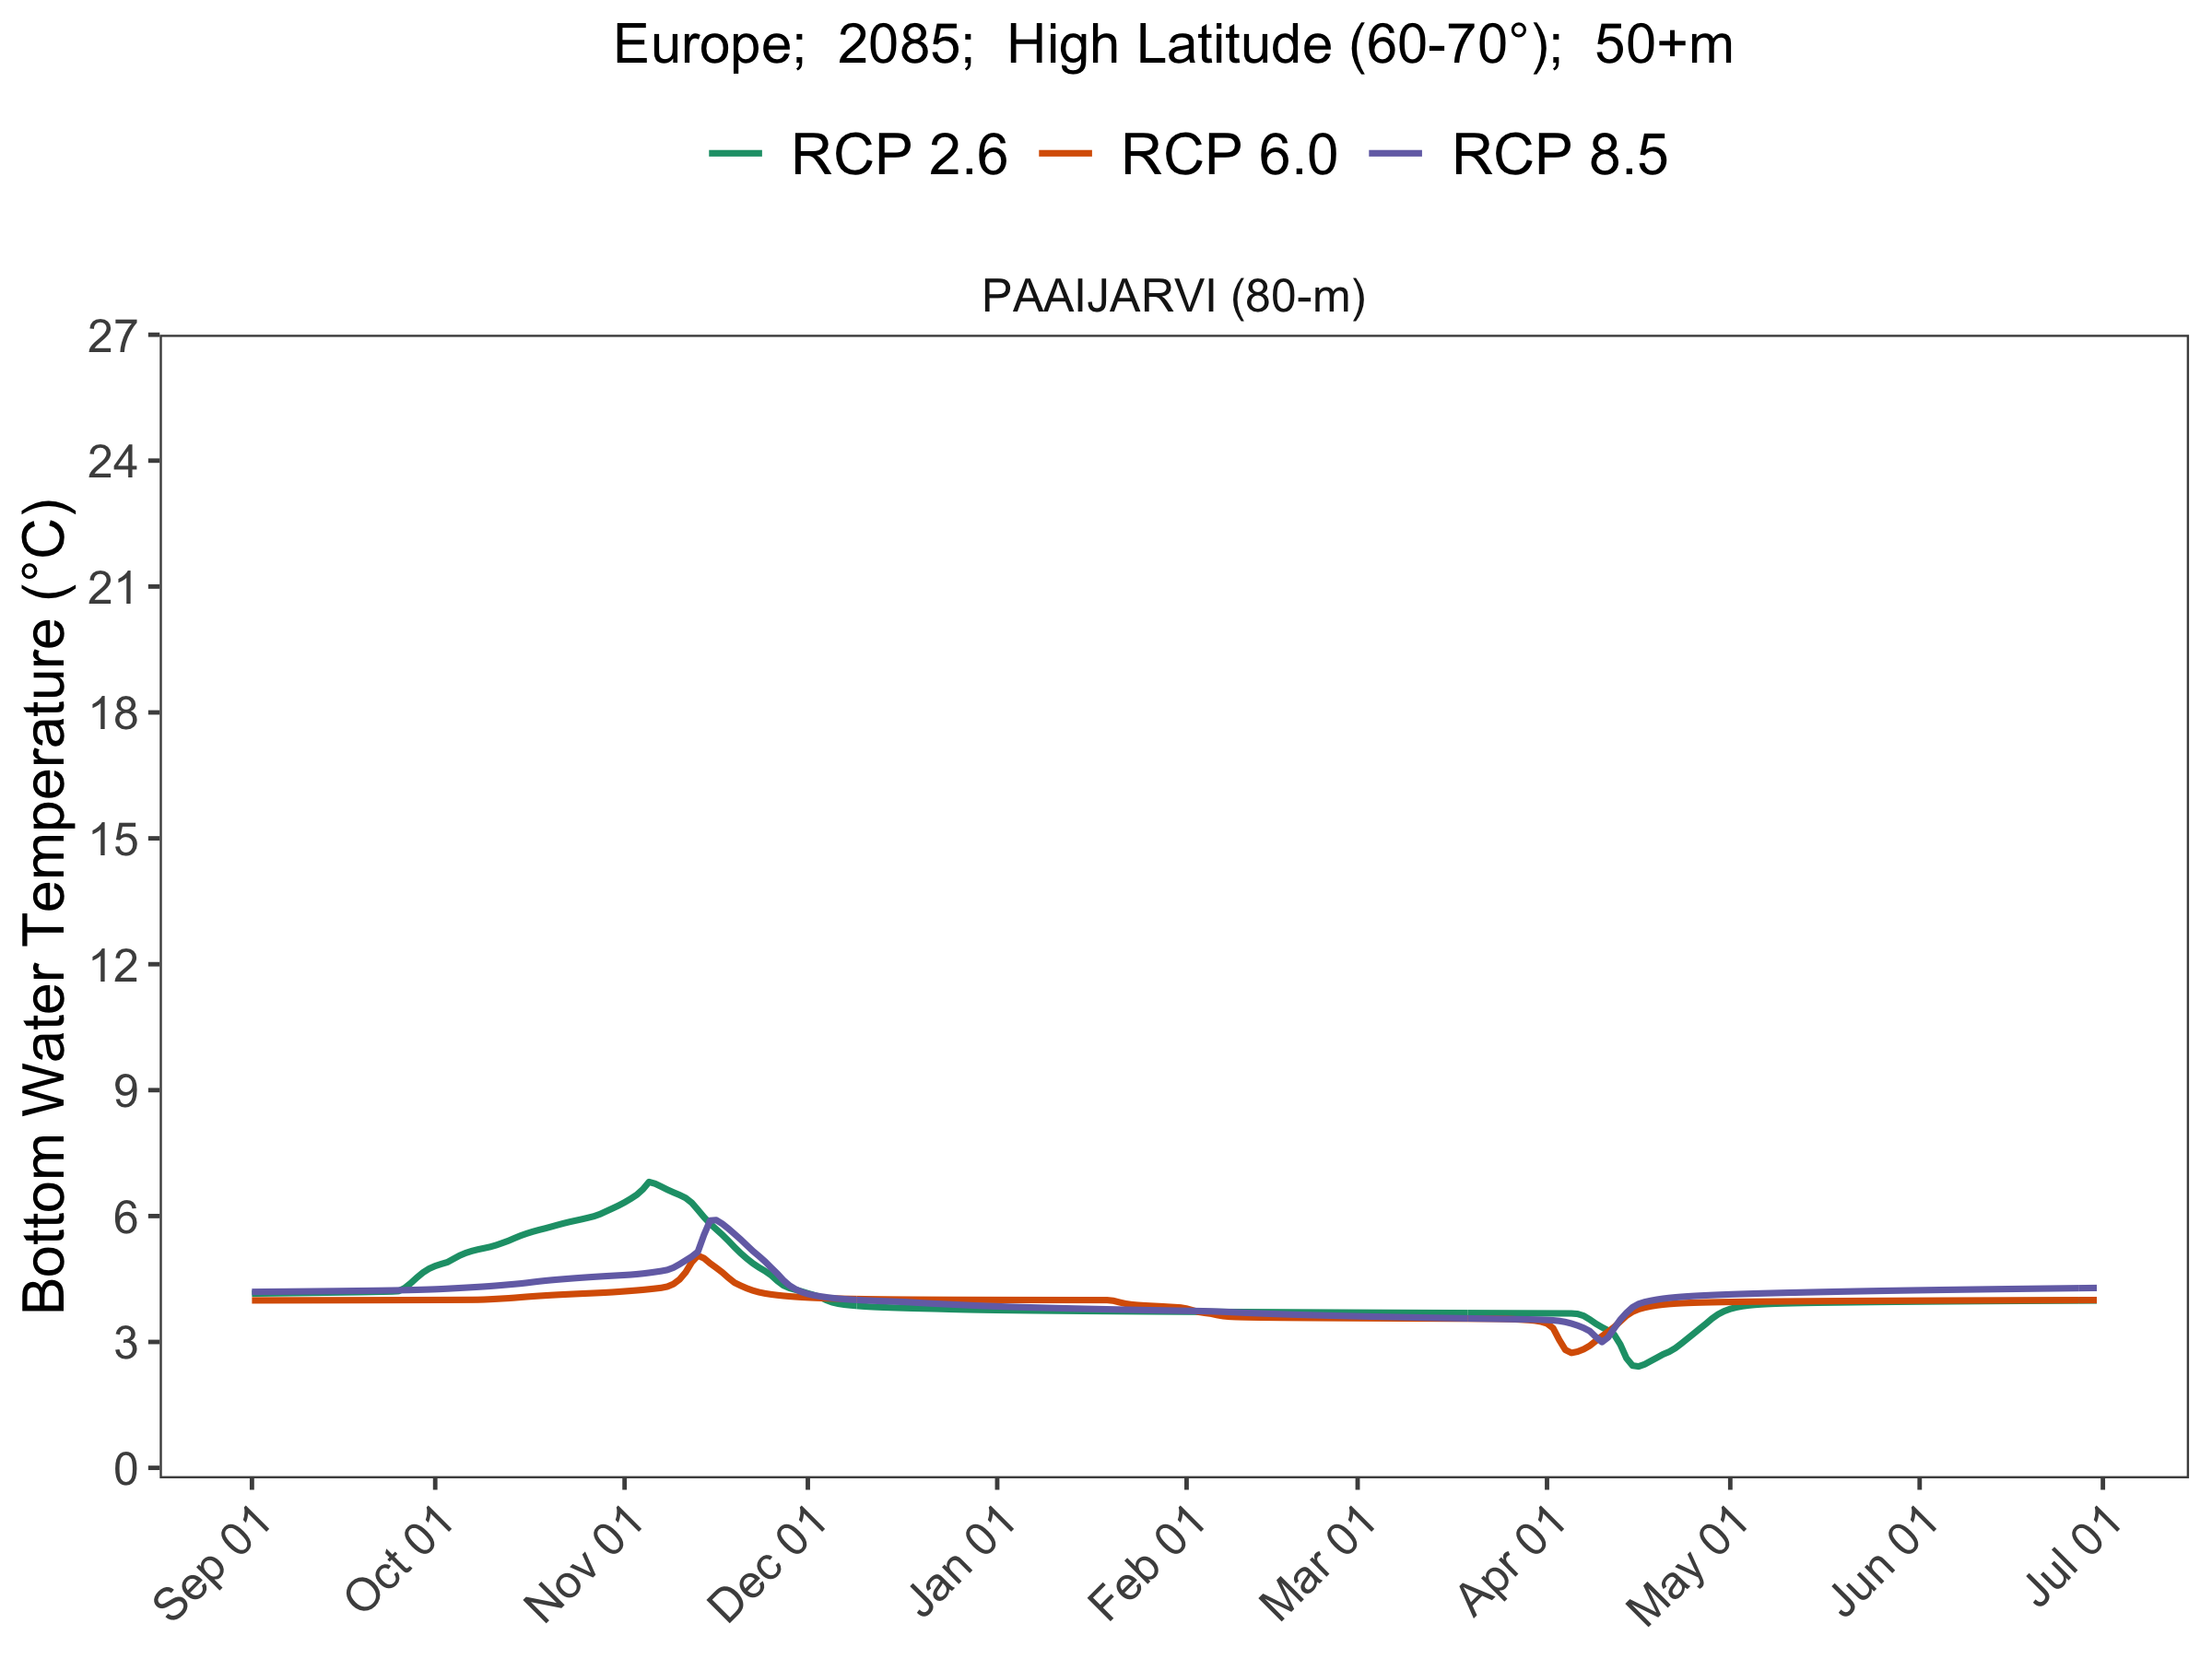 Europe; 2085; High Latitude (60-70°); 50+m
RCP 2.6 RCP 6.0 RCP 8.5
PAAIJARVI (80-m)
Bottom Water Temperature (°C)
27
24
21
18
15
12
9
6
3
0
Sep 01
Oct 01
Nov 01
Dec 01
Jan 01
Feb 01
Mar 01
Apr 01
May 01
Jun 01
Jul 01